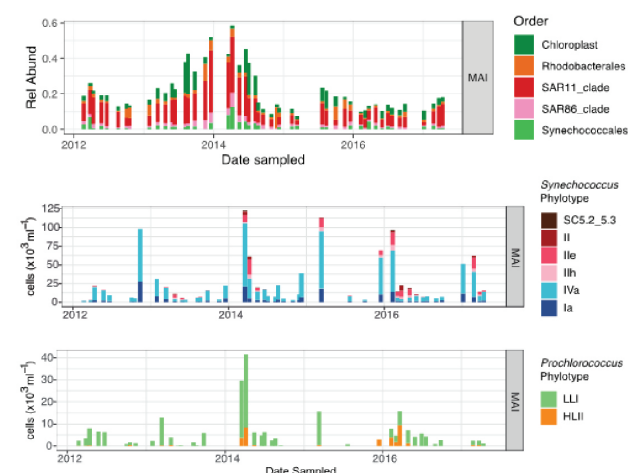 0.6
0.4
0.2
0.0
Rel Abund
2012
2014
2016
Date sampled
MAI
Order
Chloroplast
Rhodobacterales
SAR11_clade
SAR86_clade
Synechococcales
125
100
75
50
25
0
cells (x10³ ml⁻¹)
2012
2014
2016
MAI
Synechococcus
Phylotype
SC5.2_5.3
II
IIe
IIh
IVa
Ia
40
30
20
10
0
cells (x10³ ml⁻¹)
2012
2014
2016
Date Sampled
MAI
Prochlorococcus
Phylotype
LLI
HLII